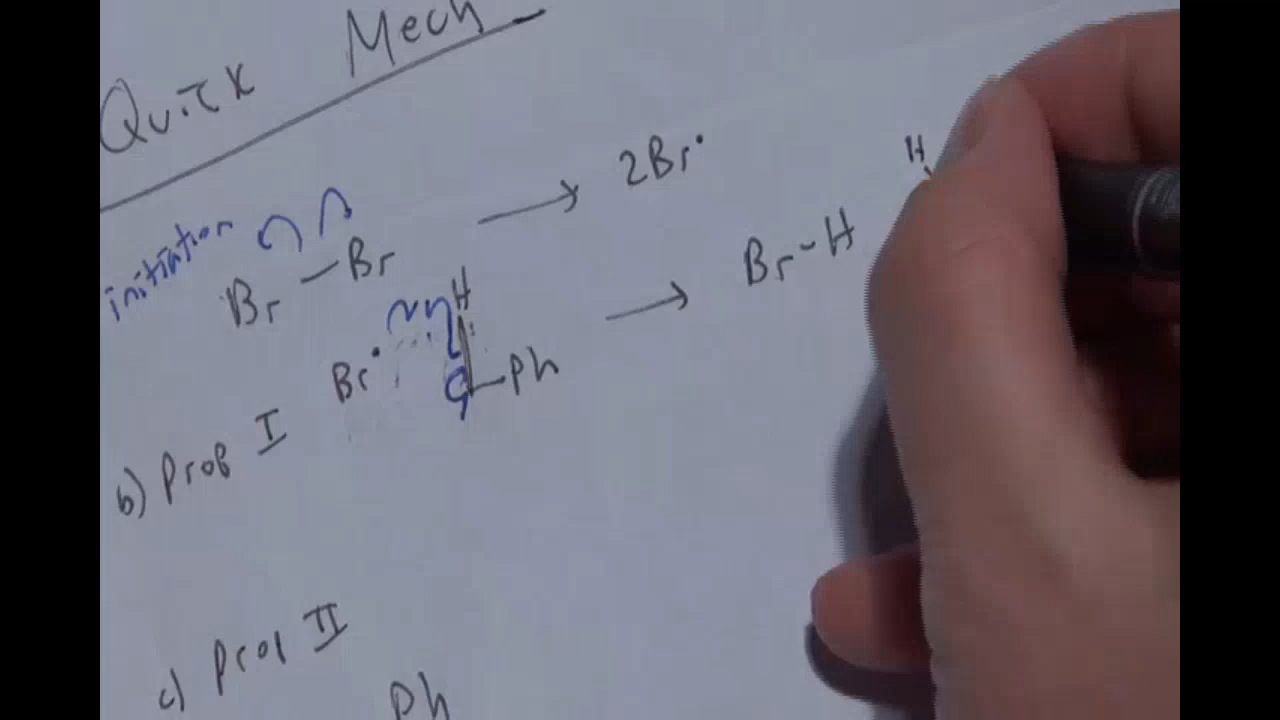 Quick Mech
initiation
Br — Br → 2Br•
H
Br• Ph → Br-H H
b) Prop I
c) Prop II
Ph